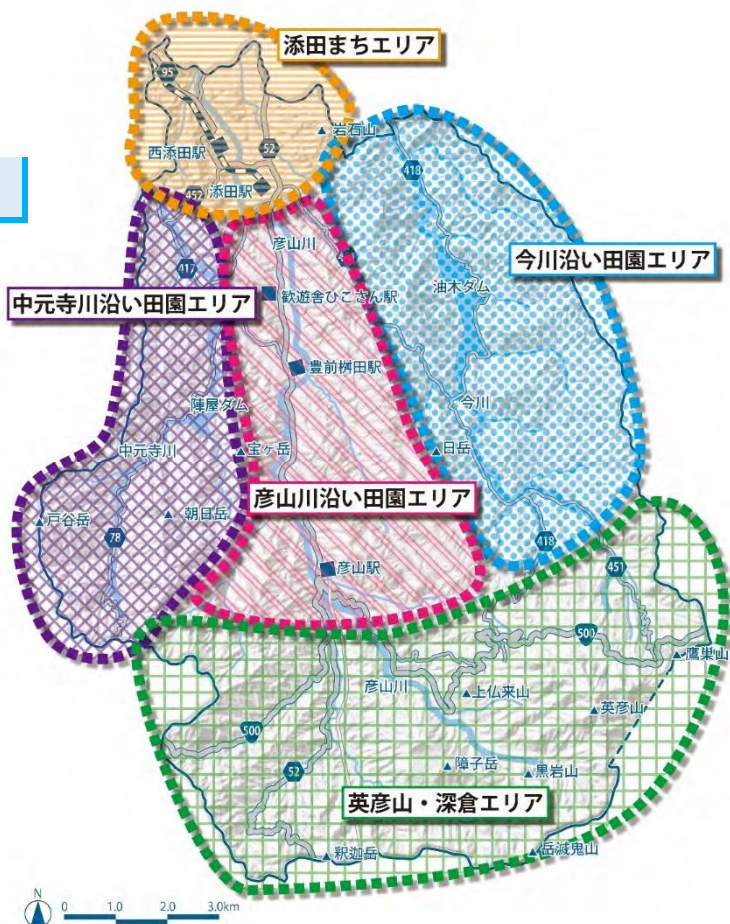 添田まちエリア
95
岩石山
西添田駅
52
418
452
添田駅
彦山川
今川沿い田園エリア
417
油木ダム
歓遊舎ひこさん駅
中元寺川沿い田園エリア
豊前桝田駅
陣屋ダム
今川
中元寺川
宝ヶ岳
日岳
彦山川沿い田園エリア
戸谷岳
朝日岳
78
418
彦山駅
451
500
鷹巣山
彦山川
上仏来山
英彦山
500
障子岳
黒岩山
52
英彦山・深倉エリア
釈迦岳
岳滅鬼山
N
0 1.0 2.0 3.0km